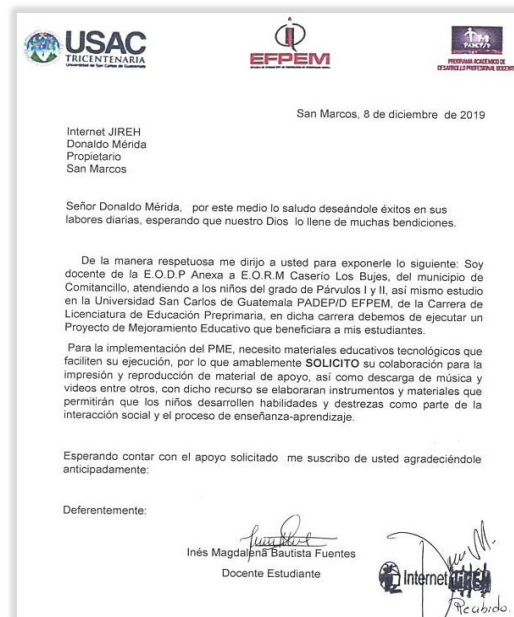 USAC
TRICENTENARIA
Universidad de San Carlos de Guatemala
EFPEM
PADEP/D
PROGRAMA ACADÉMICO DE
DESARROLLO PROFESIONAL DOCENTE
San Marcos, 8 de diciembre de 2019
Internet JIREH
Donaldo Mérida
Propietario
San Marcos
Señor Donaldo Mérida, por este medio lo saludo deseándole éxitos en sus
labores diarias, esperando que nuestro Dios lo llene de muchas bendiciones.
De la manera respetuosa me dirijo a usted para exponerle lo siguiente: Soy
docente de la E.O.D.P Anexa a E.O.R.M Caserío Los Bujes, del municipio de
Comitancillo, atendiendo a los niños del grado de Párvulos I y II, así mismo estudio
en la Universidad San Carlos de Guatemala PADEP/D EFPEM, de la Carrera de
Licenciatura de Educación Preprimaria, en dicha carrera debemos de ejecutar un
Proyecto de Mejoramiento Educativo que beneficiara a mis estudiantes.
Para la implementación del PME, necesito materiales educativos tecnológicos que
faciliten su ejecución, por lo que amablemente SOLICITO su colaboración para la
impresión y reproducción de material de apoyo, así como descarga de música y
videos entre otros, con dicho recurso se elaboraran instrumentos y materiales que
permitirán que los niños desarrollen habilidades y destrezas como parte de la
interacción social y el proceso de enseñanza-aprendizaje.
Esperando contar con el apoyo solicitado me suscribo de usted agradeciéndole
anticipadamente:
Deferentemente:
Inés Magdalena Bautista Fuentes
Docente Estudiante
Internet JIREH
Recibido.